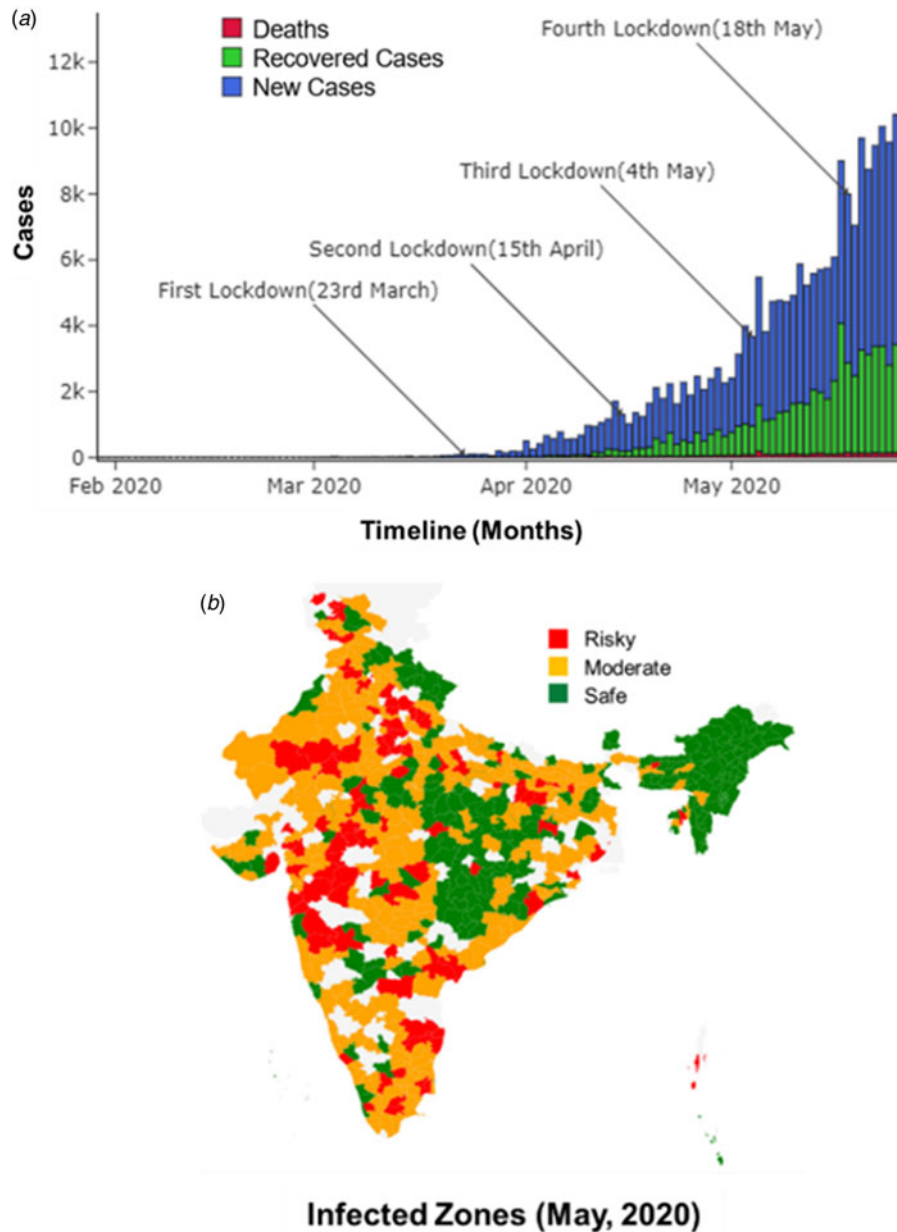 (a)
Deaths
Recovered Cases
New Cases
Fourth Lockdown(18th May)
Third Lockdown(4th May)
Second Lockdown(15th April)
First Lockdown(23rd March)
12k
10k
8k
6k
4k
2k
0
Cases
Feb 2020 Mar 2020 Apr 2020 May 2020
Timeline (Months)
(b)
Risky
Moderate
Safe
Infected Zones (May, 2020)